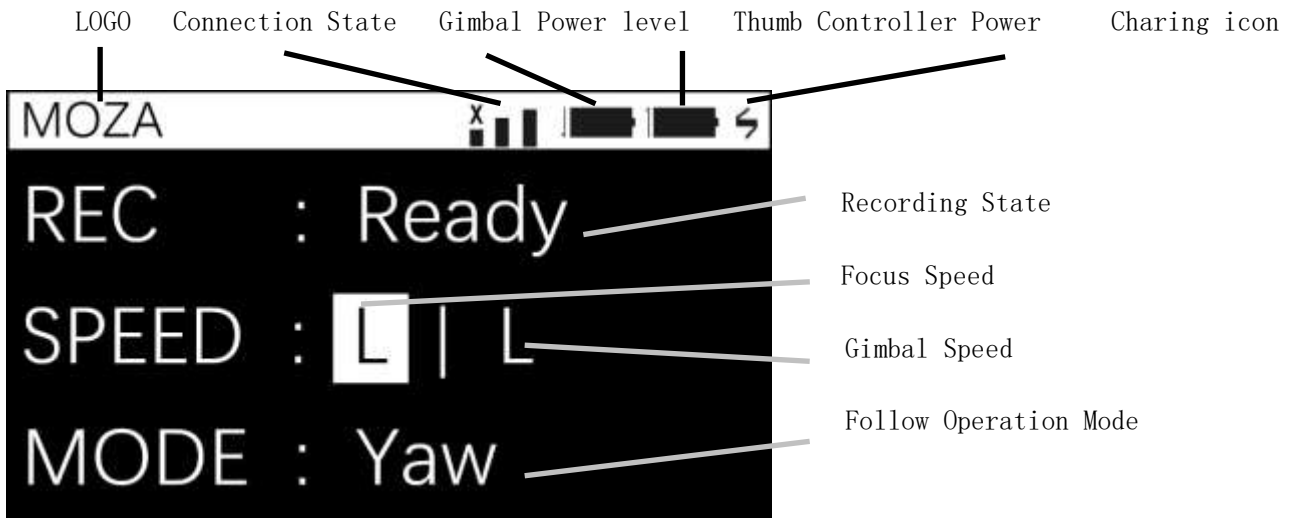 LOGO Connection State Gimbal Power level Thumb Controller Power Charing icon
MOZA x
REC : Ready
Recording State
Focus Speed
SPEED : L | L
Gimbal Speed
Follow Operation Mode
MODE : Yaw